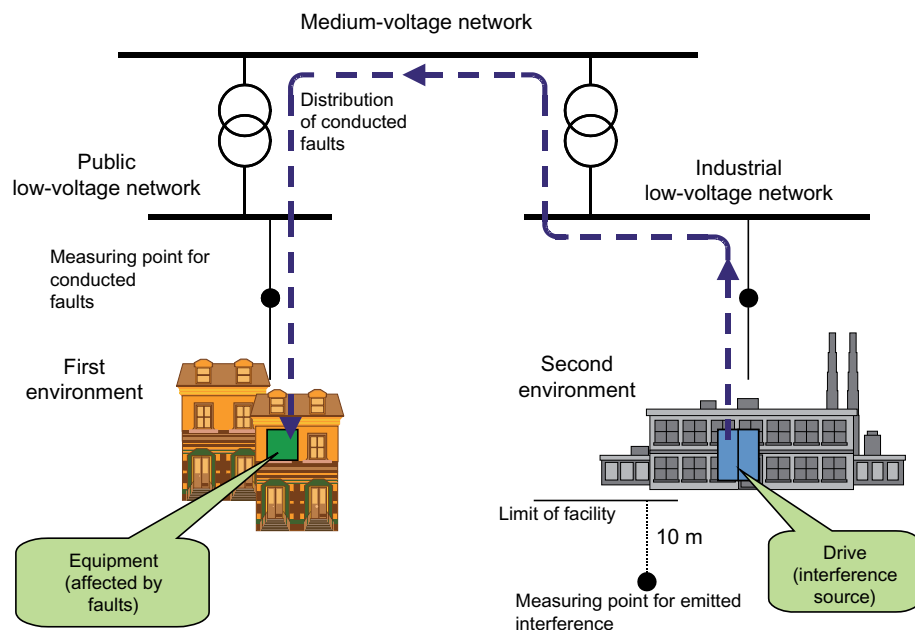 Medium-voltage network
Distribution
of conducted
faults
Public
low-voltage network
Industrial
low-voltage network
Measuring point for
conducted
faults
First
environment
Second
environment
Limit of facility
10 m
Equipment
(affected by
faults)
Drive
(interference
source)
Measuring point for emitted
interference